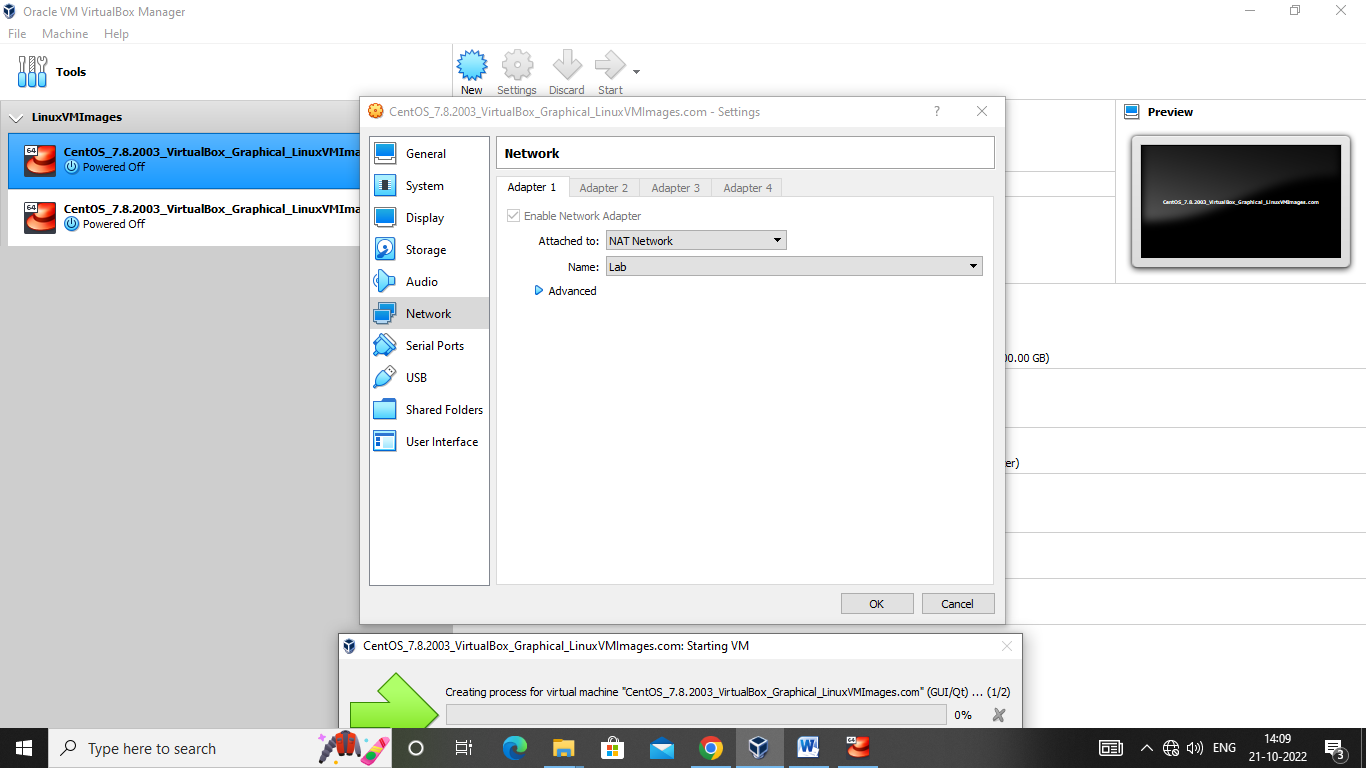 Oracle VM VirtualBox Manager
File Machine Help
Tools
New Settings Discard Start
LinuxVMImages
64 CentOS_7.8.2003_VirtualBox_Graphical_LinuxVMIma
Powered Off
64 CentOS_7.8.2003_VirtualBox_Graphical_LinuxVMIma
Powered Off
CentOS_7.8.2003_VirtualBox_Graphical_LinuxVMImages.com - Settings ?
General
System
Display
Storage
Audio
Network
Serial Ports
USB
Shared Folders
User Interface
Network
Adapter 1 Adapter 2 Adapter 3 Adapter 4
Enable Network Adapter
Attached to: NAT Network
Name: Lab
Advanced
OK Cancel
Preview
CentOS_7.8.2003_VirtualBox_Graphical_LinuxVMImages.com
00.00 GB)
er)
CentOS_7.8.2003_VirtualBox_Graphical_LinuxVMImages.com: Starting VM
Creating process for virtual machine "CentOS_7.8.2003_VirtualBox_Graphical_LinuxVMImages.com" (GUI/Qt) ... (1/2)
0%
Type here to search
W
64
ENG
14:09
21-10-2022
3